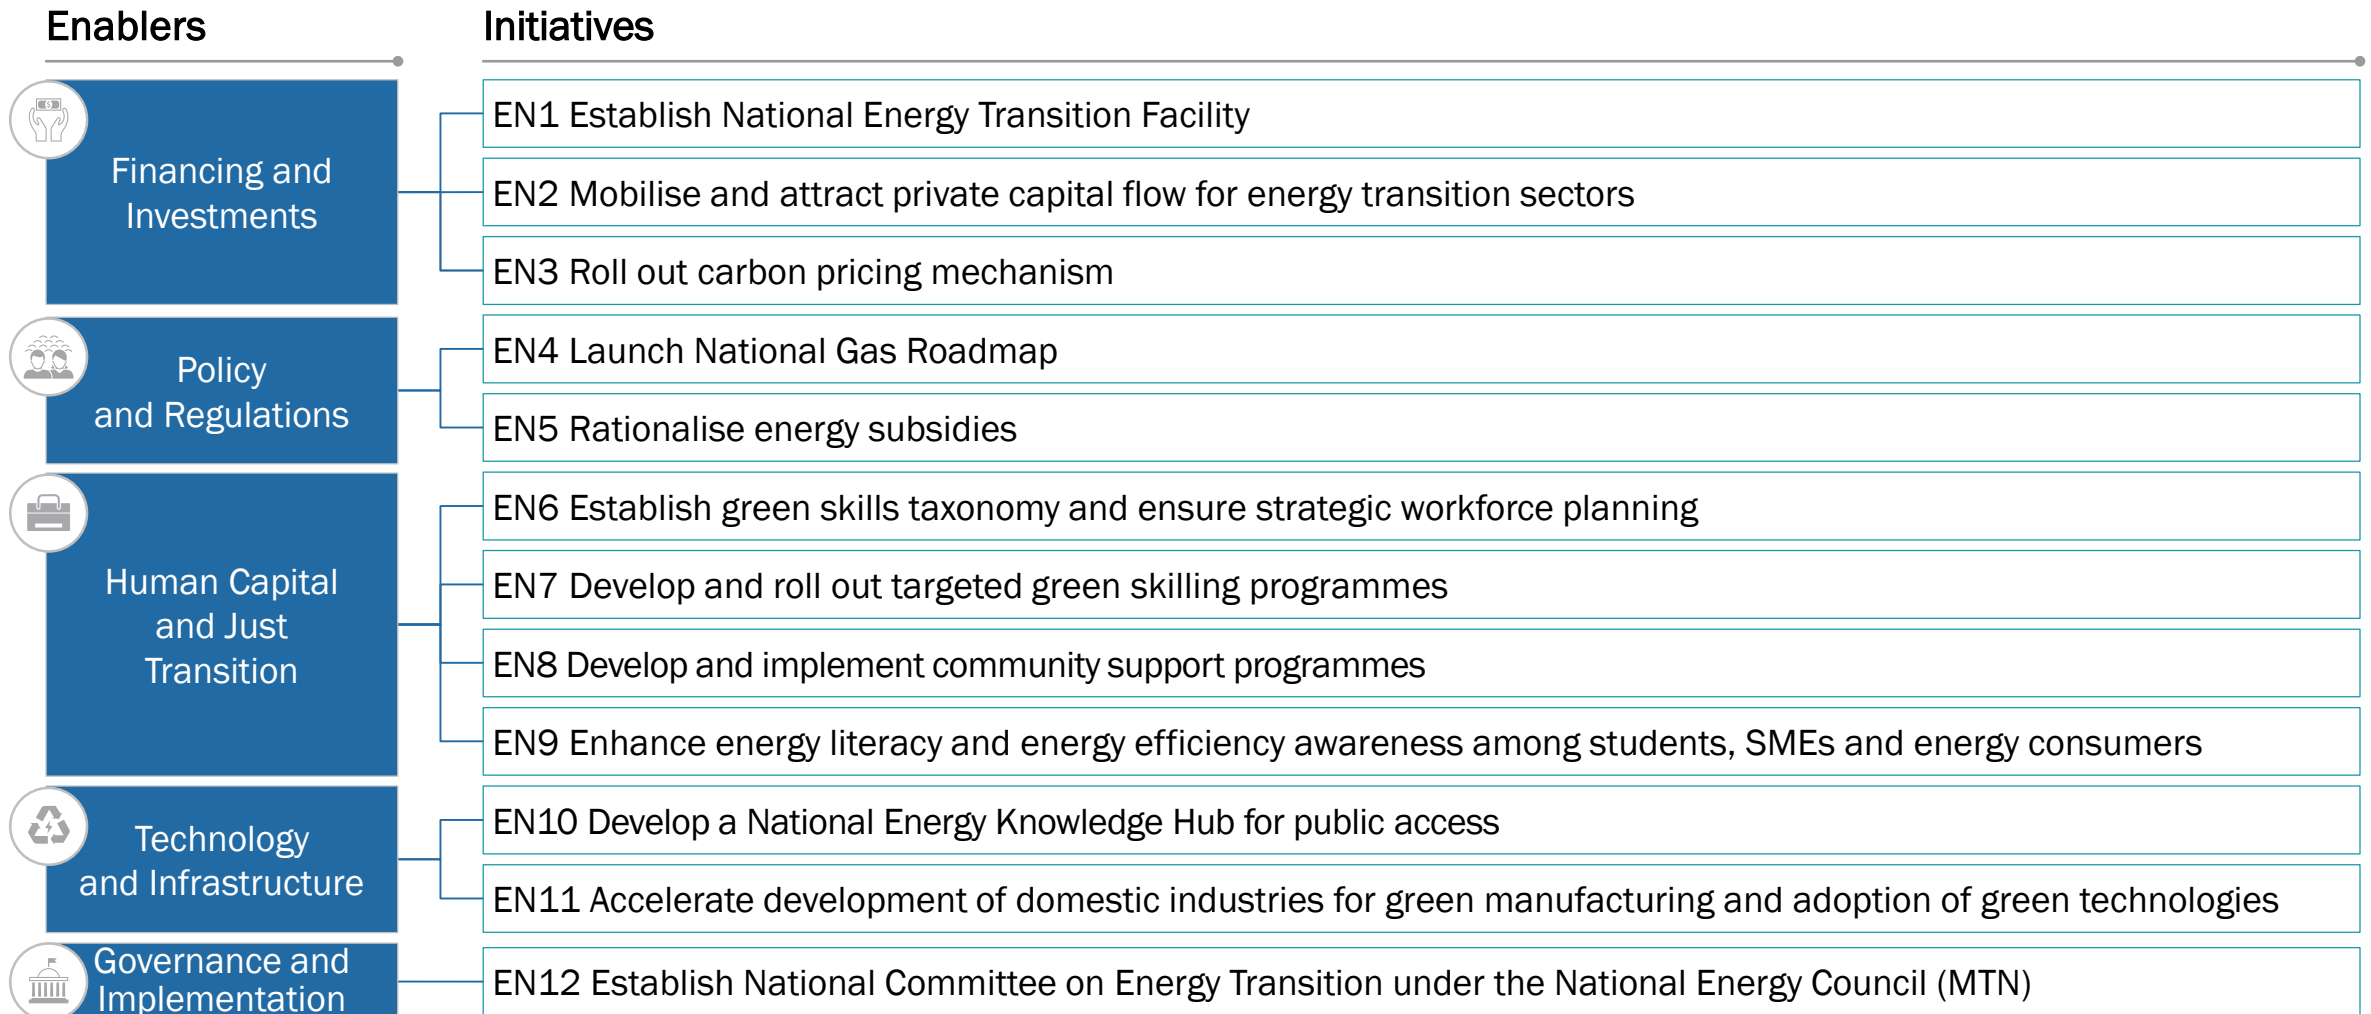 Enablers
Initiatives
Financing and
Investments
EN1 Establish National Energy Transition Facility
EN2 Mobilise and attract private capital flow for energy transition sectors
EN3 Roll out carbon pricing mechanism
Policy
and Regulations
EN4 Launch National Gas Roadmap
EN5 Rationalise energy subsidies
Human Capital
and Just
Transition
EN6 Establish green skills taxonomy and ensure strategic workforce planning
EN7 Develop and roll out targeted green skilling programmes
EN8 Develop and implement community support programmes
EN9 Enhance energy literacy and energy efficiency awareness among students, SMEs and energy consumers
Technology
and Infrastructure
EN10 Develop a National Energy Knowledge Hub for public access
EN11 Accelerate development of domestic industries for green manufacturing and adoption of green technologies
Governance and
Implementation
EN12 Establish National Committee on Energy Transition under the National Energy Council (MTN)